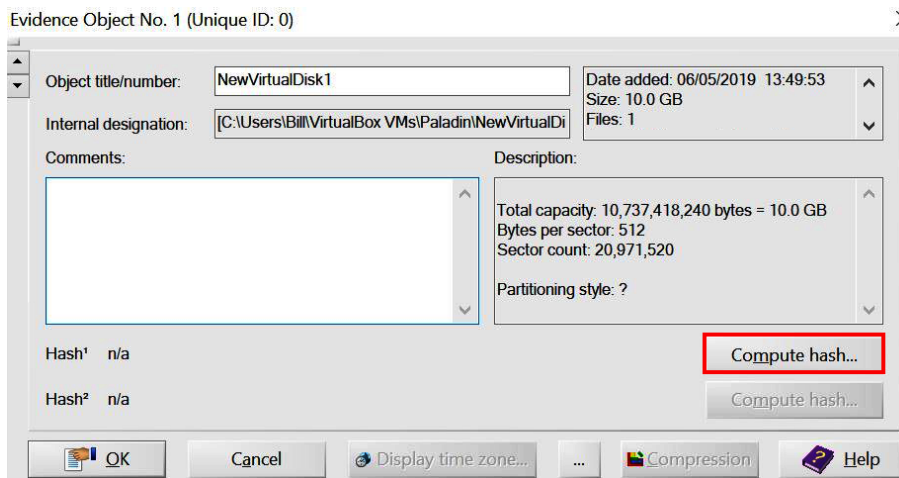 Evidence Object No. 1 (Unique ID: 0)
Object title/number:
NewVirtualDisk1
Date added: 06/05/2019 13:49:53
Size: 10.0 GB
Files: 1
Internal designation:
[C:\Users\Bill\VirtualBox VMs\Paladin\NewVirtualDi
Comments:
Description:
Total capacity: 10,737,418,240 bytes = 10.0 GB
Bytes per sector: 512
Sector count: 20,971,520
Partitioning style: ?
Hash¹ n/a
Compute hash...
Hash² n/a
Compute hash...
OK
Cancel
Display time zone...
...
Compression
Help